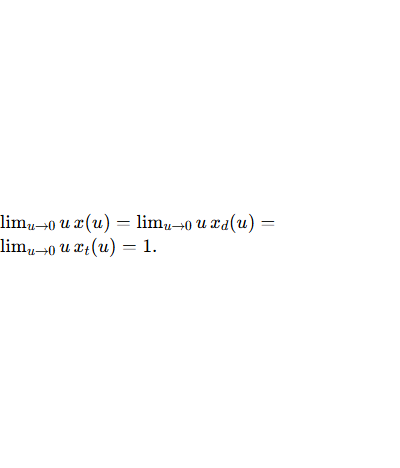 lim_{u→0} u x(u) = lim_{u→0} u x_d(u) =
lim_{u→0} u x_t(u) = 1.